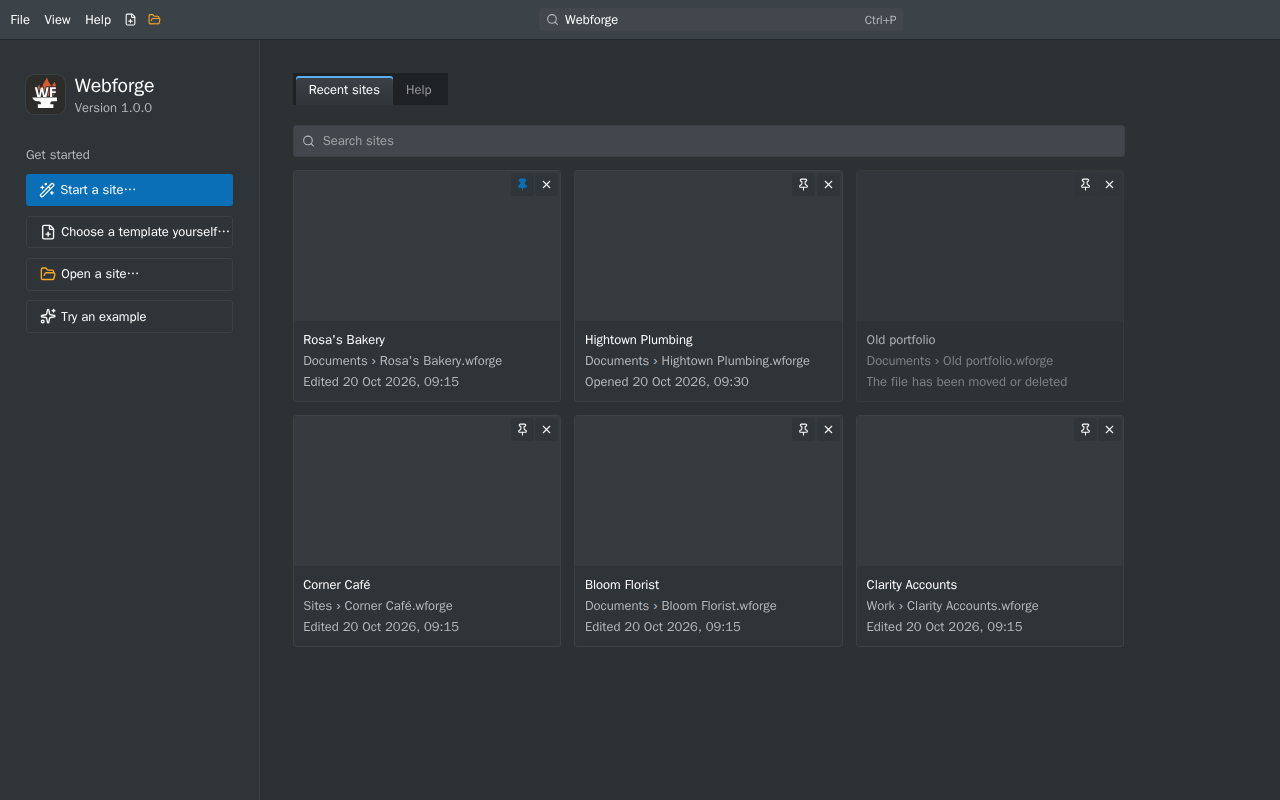 File View Help
Webforge
Ctrl+P
WF
Webforge
Version 1.0.0
Get started
Start a site…
Choose a template yourself…
Open a site…
Try an example
Recent sites
Help
Search sites
Rosa's Bakery
Documents › Rosa's Bakery.wforge
Edited 20 Oct 2026, 09:15
Hightown Plumbing
Documents › Hightown Plumbing.wforge
Opened 20 Oct 2026, 09:30
Old portfolio
Documents › Old portfolio.wforge
The file has been moved or deleted
Corner Café
Sites › Corner Café.wforge
Edited 20 Oct 2026, 09:15
Bloom Florist
Documents › Bloom Florist.wforge
Edited 20 Oct 2026, 09:15
Clarity Accounts
Work › Clarity Accounts.wforge
Edited 20 Oct 2026, 09:15